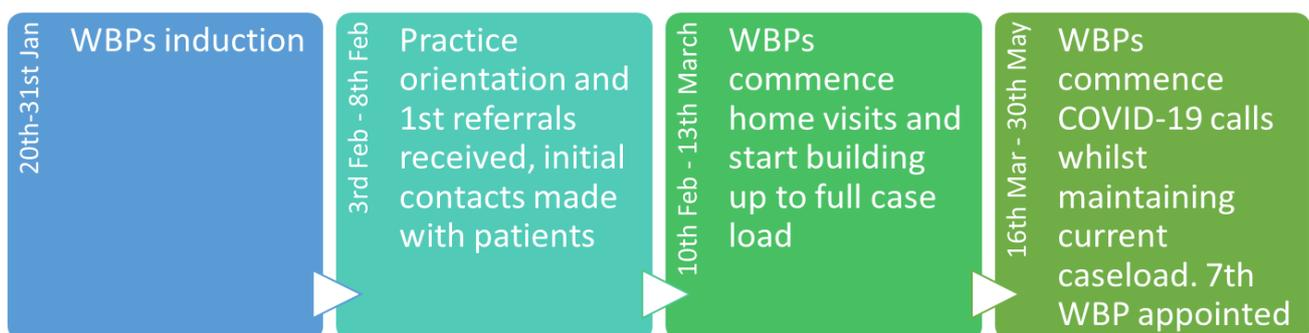 20th-31st Jan
WBPs induction
3rd Feb - 8th Feb
Practice
orientation and
1st referrals
received, initial
contacts made
with patients
10th Feb - 13th March
WBPs
commence
home visits and
start building
up to full case
load
16th Mar - 30th May
WBPs
commence
COVID-19 calls
whilst
maintaining
current
caseload. 7th
WBP appointed